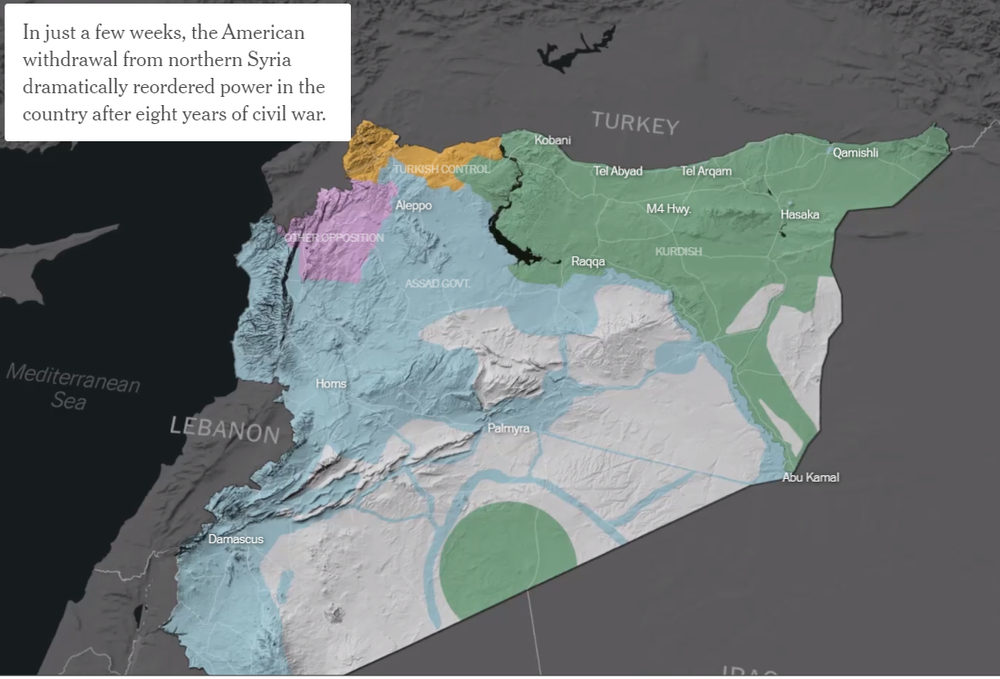 In just a few weeks, the American
withdrawal from northern Syria
dramatically reordered power in the
country after eight years of civil war.
TURKEY
Kobani
Qamishli
TURKISH CONTROL
Tel Abyad
Tel Arqam
Aleppo
M4 Hwy.
Hasaka
OTHER OPPOSITION
KURDISH
Raqqa
ASSAD GOVT.
Mediterranean
Sea
Homs
LEBANON
Palmyra
Abu Kamal
Damascus
IRAQ